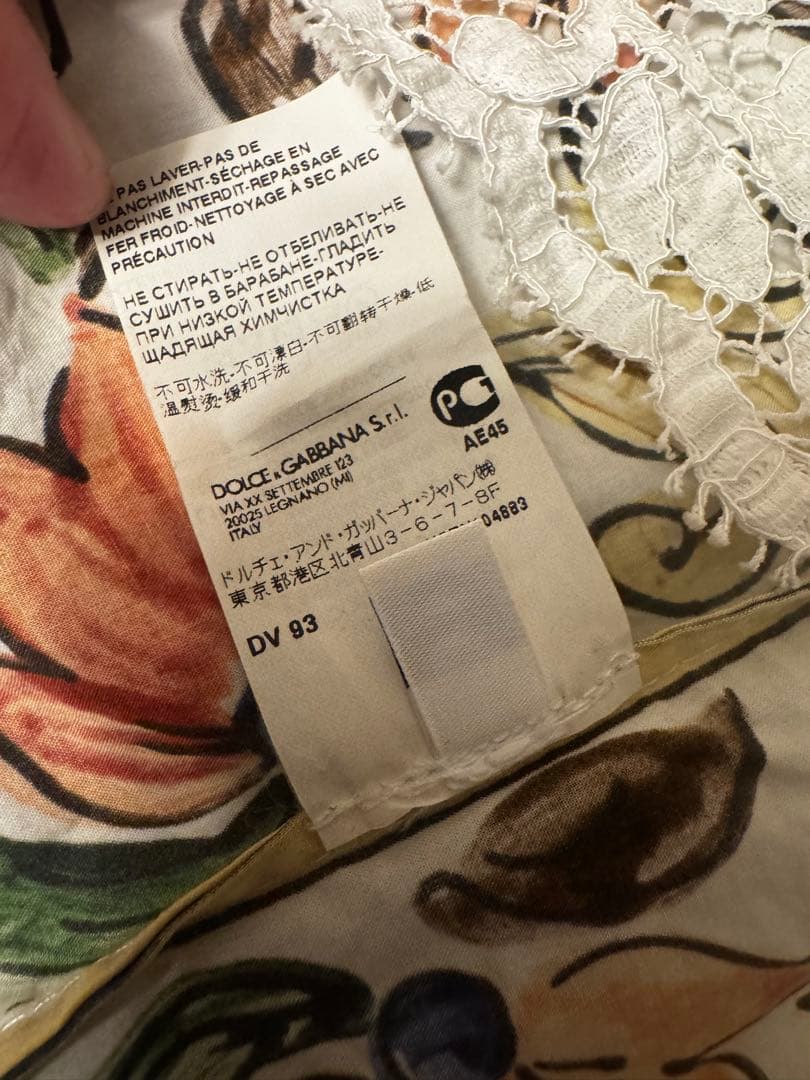 PAS LAVER-PAS DE
BLANCHIMENT-SÉCHAGE EN
MACHINE INTERDIT-REPASSAGE
FER FROID-NETTOYAGE À SEC AVEC
PRÉCAUTION
НЕ СТИРАТЬ-НЕ ОТБЕЛИВАТЬ-НЕ
СУШИТЬ В БАРАБАНЕ-ГЛАДИТЬ
ПРИ НИЗКОЙ ТЕМПЕРАТУРЕ-
ЩАДЯЩАЯ ХИМЧИСТКА
不可水洗-不可漂白-不可翻转干燥-低
温熨烫-缓和干洗
PG
AE45
DOLCE & GABBANA S.r.l.
VIA XX SETTEMBRE 123
20025 LEGNANO (MI)
ITALY
ドルチェ・アンド・ガッバーナ・ジャパン㈱
東京都港区北青山3-6-7-8F
04883
DV 93